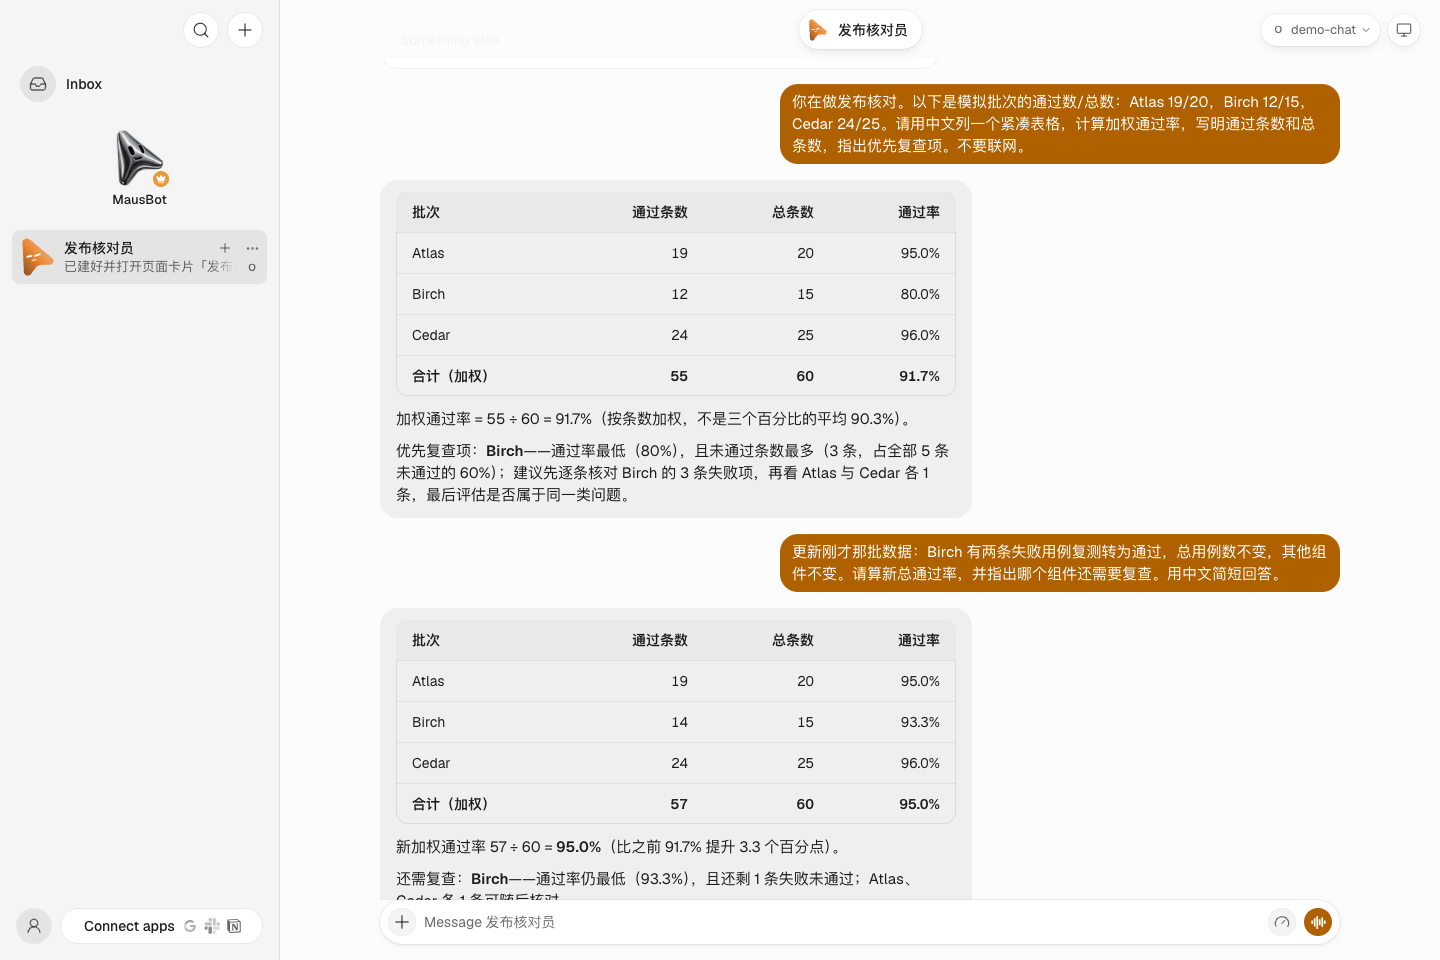 Something else
发布核对员
demo-chat
Inbox
MausBot
发布核对员
已建好并打开页面卡片「发布
你在做发布核对。以下是模拟批次的通过数/总数：Atlas 19/20，Birch 12/15，
Cedar 24/25。请用中文列一个紧凑表格，计算加权通过率，写明通过条数和总
条数，指出优先复查项。不要联网。
批次 通过条数 总条数 通过率
Atlas 19 20 95.0%
Birch 12 15 80.0%
Cedar 24 25 96.0%
合计（加权） 55 60 91.7%
加权通过率 = 55 ÷ 60 = 91.7%（按条数加权，不是三个百分比的平均 90.3%）。
优先复查项：Birch——通过率最低（80%），且未通过条数最多（3 条，占全部 5 条
未通过的 60%）；建议先逐条核对 Birch 的 3 条失败项，再看 Atlas 与 Cedar 各 1
条，最后评估是否属于同一类问题。
更新刚才那批数据：Birch 有两条失败用例复测转为通过，总用例数不变，其他组
件不变。请算新总通过率，并指出哪个组件还需要复查。用中文简短回答。
批次 通过条数 总条数 通过率
Atlas 19 20 95.0%
Birch 14 15 93.3%
Cedar 24 25 96.0%
合计（加权） 57 60 95.0%
新加权通过率 57 ÷ 60 = 95.0%（比之前 91.7% 提升 3.3 个百分点）。
还需复查：Birch——通过率仍最低（93.3%），且还剩 1 条失败未通过；Atlas、
Cedar 各 1 条可随后核对
Message 发布核对员
Connect apps